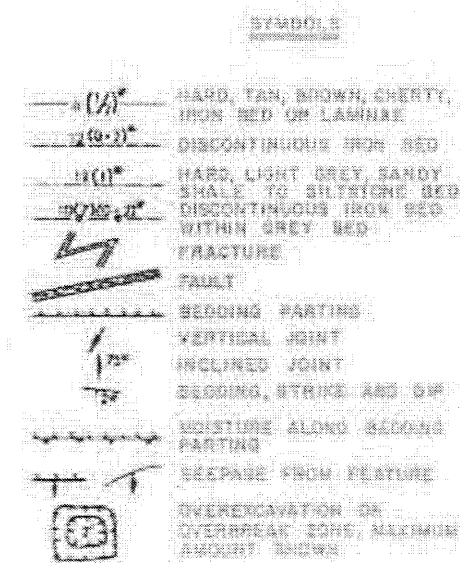 SYMBOLS
HARD, TAN, BROWN, CHERTY,
IRON BED OR LAMINAE
DISCONTINUOUS IRON BED
HARD, LIGHT GREY, SANDY
SHALE TO SILTSTONE BED
DISCONTINUOUS IRON BED
WITHIN GREY BED
FRACTURE
FAULT
BEDDING PARTING
VERTICAL JOINT
INCLINED JOINT
BEDDING, STRIKE AND DIP
MOISTURE ALONG BEDDING
PARTING
SEEPAGE FROM FEATURE
OVEREXCAVATION OR
OVERBREAK ZONE, MAXIMUM
AMOUNT SHOWN